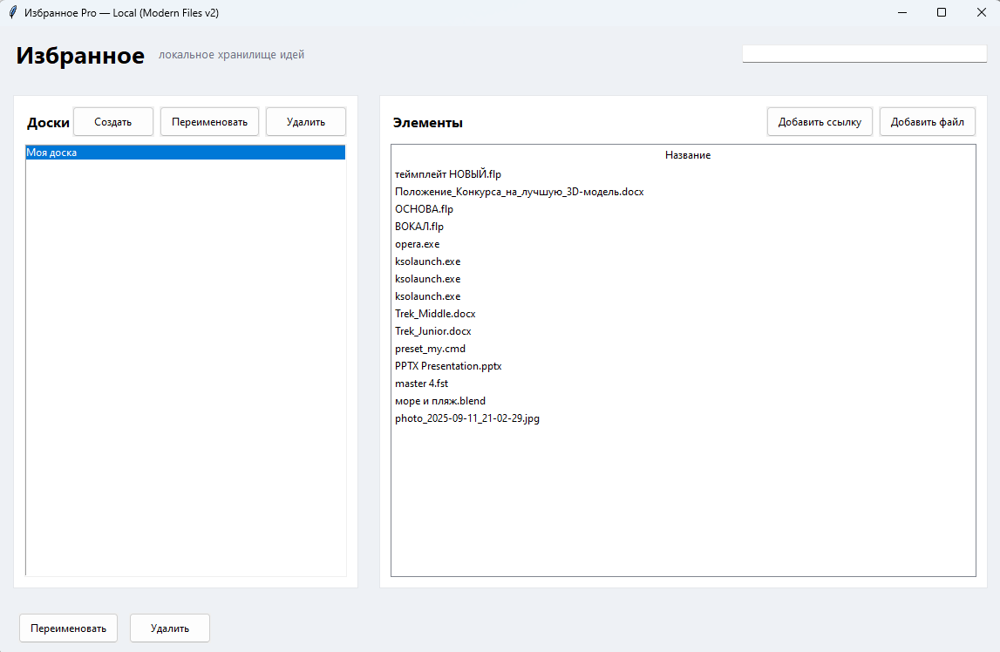 Избранное Pro — Local (Modern Files v2)
Избранное локальное хранилище идей
Доски Создать Переименовать Удалить
Моя доска
Элементы Добавить ссылку Добавить файл
Название
теймплейт НОВЫЙ.flp
Положение_Конкурса_на_лучшую_3D-модель.docx
ОСНОВА.flp
ВОКАЛ.flp
opera.exe
ksolaunch.exe
ksolaunch.exe
ksolaunch.exe
Trek_Middle.docx
Trek_Junior.docx
preset_my.cmd
PPTX Presentation.pptx
master 4.fst
море и пляж.blend
photo_2025-09-11_21-02-29.jpg
Переименовать Удалить